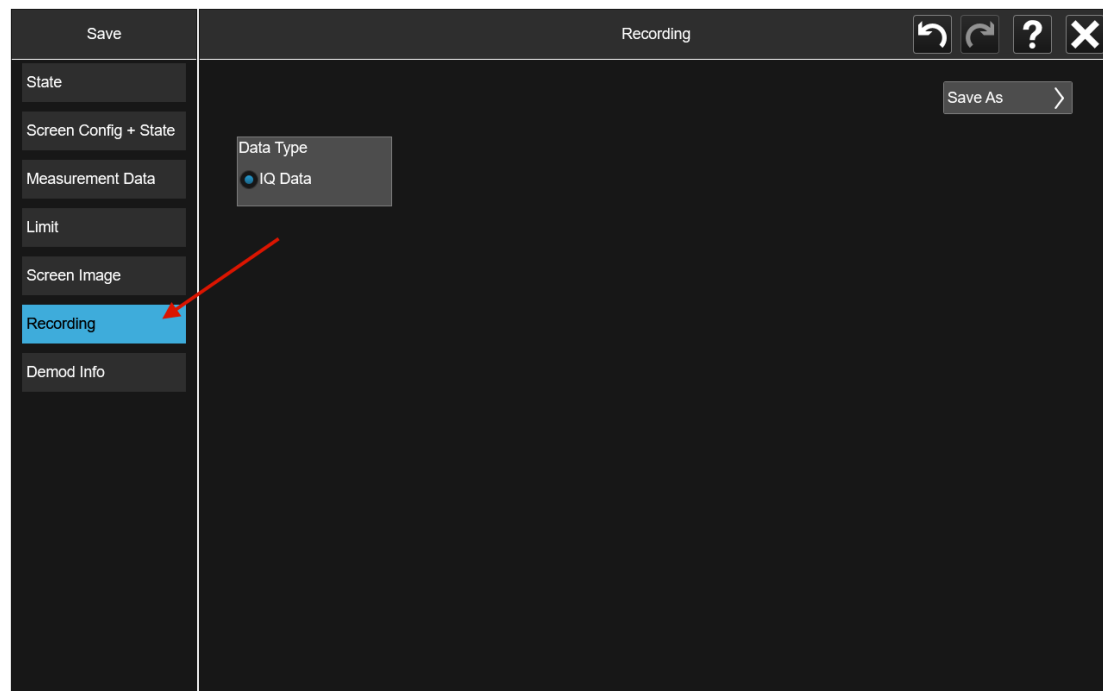 Save
Recording
?
State
Save As
Screen Config + State
Data Type
Measurement Data
IQ Data
Limit
Screen Image
Recording
Demod Info